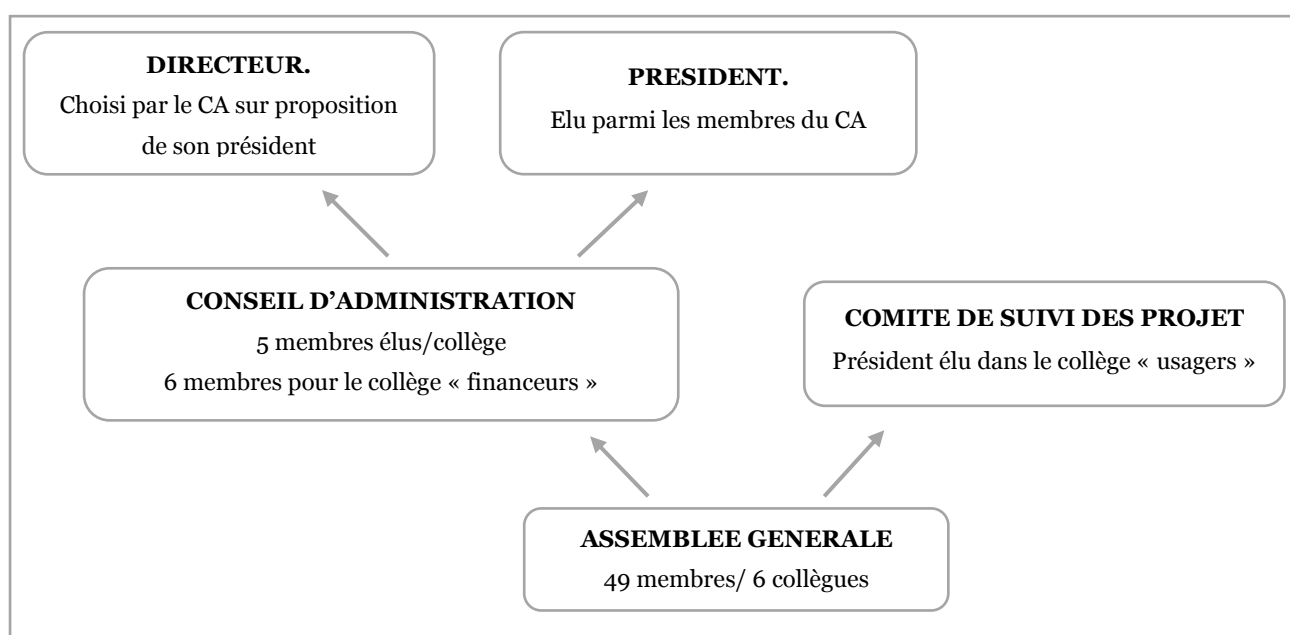 DIRECTEUR.
Choisi par le CA sur proposition
de son président
PRESIDENT.
Elu parmi les membres du CA
CONSEIL D’ADMINISTRATION
5 membres élus/collège
6 membres pour le collège « financeurs »
COMITE DE SUIVI DES PROJET
Président élu dans le collège « usagers »
ASSEMBLEE GENERALE
49 membres/ 6 collègues